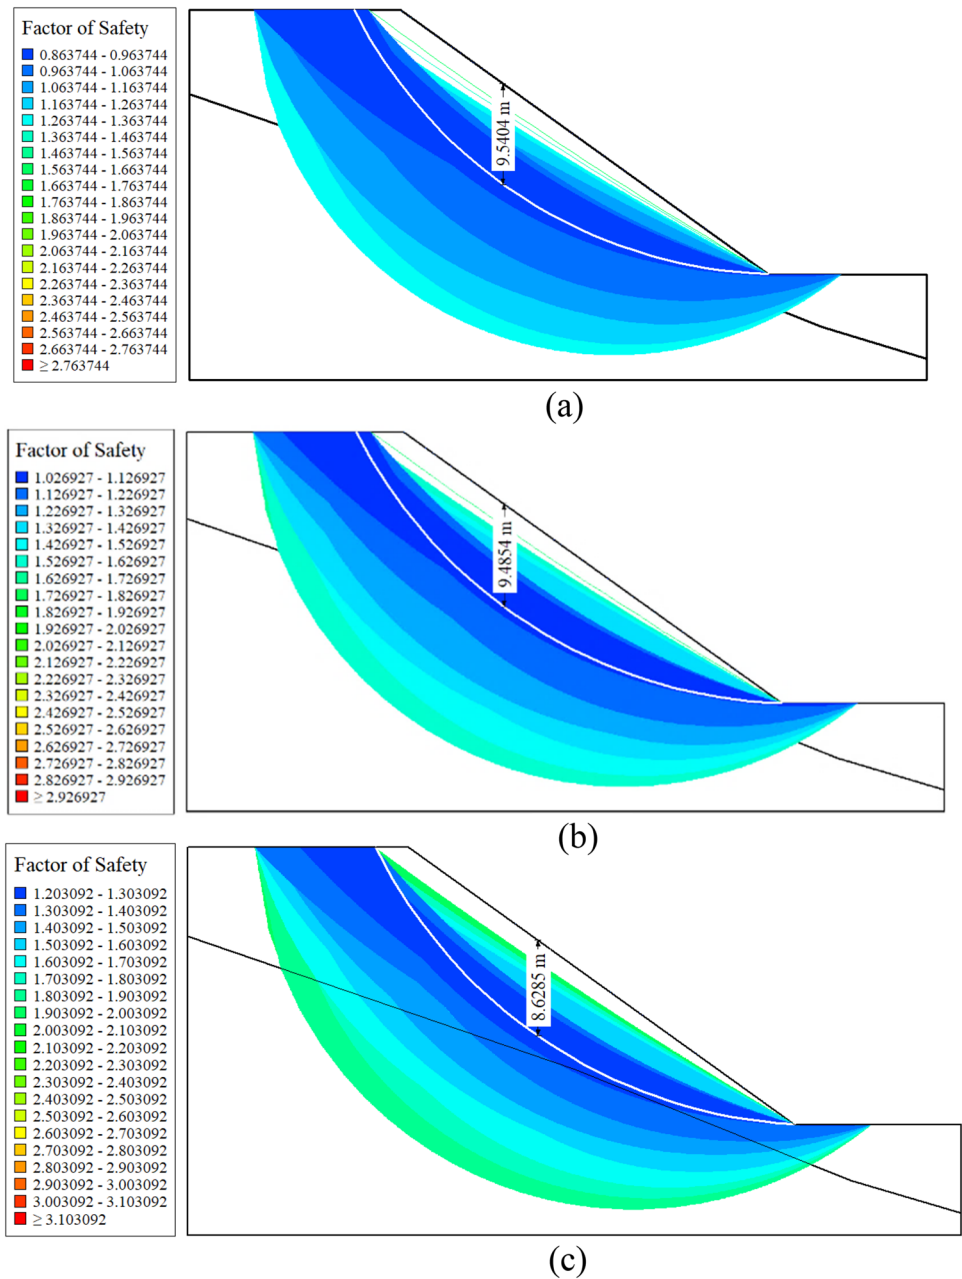 Factor of Safety
0.863744 - 0.963744
0.963744 - 1.063744
1.063744 - 1.163744
1.163744 - 1.263744
1.263744 - 1.363744
1.363744 - 1.463744
1.463744 - 1.563744
1.563744 - 1.663744
1.663744 - 1.763744
1.763744 - 1.863744
1.863744 - 1.963744
1.963744 - 2.063744
2.063744 - 2.163744
2.163744 - 2.263744
2.263744 - 2.363744
2.363744 - 2.463744
2.463744 - 2.563744
2.563744 - 2.663744
2.663744 - 2.763744
≥ 2.763744
9.5404 m
(a)
Factor of Safety
1.026927 - 1.126927
1.126927 - 1.226927
1.226927 - 1.326927
1.326927 - 1.426927
1.426927 - 1.526927
1.526927 - 1.626927
1.626927 - 1.726927
1.726927 - 1.826927
1.826927 - 1.926927
1.926927 - 2.026927
2.026927 - 2.126927
2.126927 - 2.226927
2.226927 - 2.326927
2.326927 - 2.426927
2.426927 - 2.526927
2.526927 - 2.626927
2.626927 - 2.726927
2.726927 - 2.826927
2.826927 - 2.926927
≥ 2.926927
9.4854 m
(b)
Factor of Safety
1.203092 - 1.303092
1.303092 - 1.403092
1.403092 - 1.503092
1.503092 - 1.603092
1.603092 - 1.703092
1.703092 - 1.803092
1.803092 - 1.903092
1.903092 - 2.003092
2.003092 - 2.103092
2.103092 - 2.203092
2.203092 - 2.303092
2.303092 - 2.403092
2.403092 - 2.503092
2.503092 - 2.603092
2.603092 - 2.703092
2.703092 - 2.803092
2.803092 - 2.903092
2.903092 - 3.003092
3.003092 - 3.103092
≥ 3.103092
8.6285 m
(c)